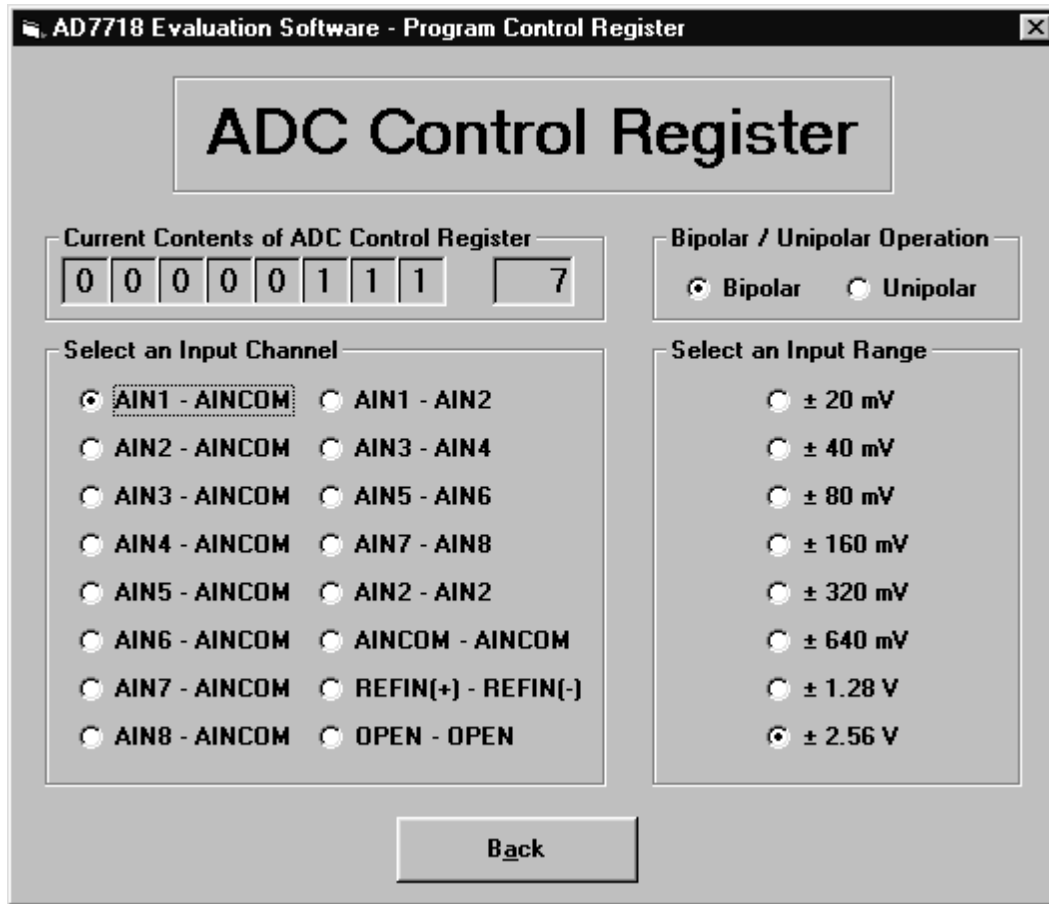 AD7718 Evaluation Software - Program Control Register
ADC Control Register
Current Contents of ADC Control Register
0 0 0 0 0 1 1 1 7
Bipolar / Unipolar Operation
Bipolar Unipolar
Select an Input Channel
AIN1 - AINCOM AIN1 - AIN2
AIN2 - AINCOM AIN3 - AIN4
AIN3 - AINCOM AIN5 - AIN6
AIN4 - AINCOM AIN7 - AIN8
AIN5 - AINCOM AIN2 - AIN2
AIN6 - AINCOM AINCOM - AINCOM
AIN7 - AINCOM REFIN(+) - REFIN(-)
AIN8 - AINCOM OPEN - OPEN
Select an Input Range
± 20 mV
± 40 mV
± 80 mV
± 160 mV
± 320 mV
± 640 mV
± 1.28 V
± 2.56 V
Back